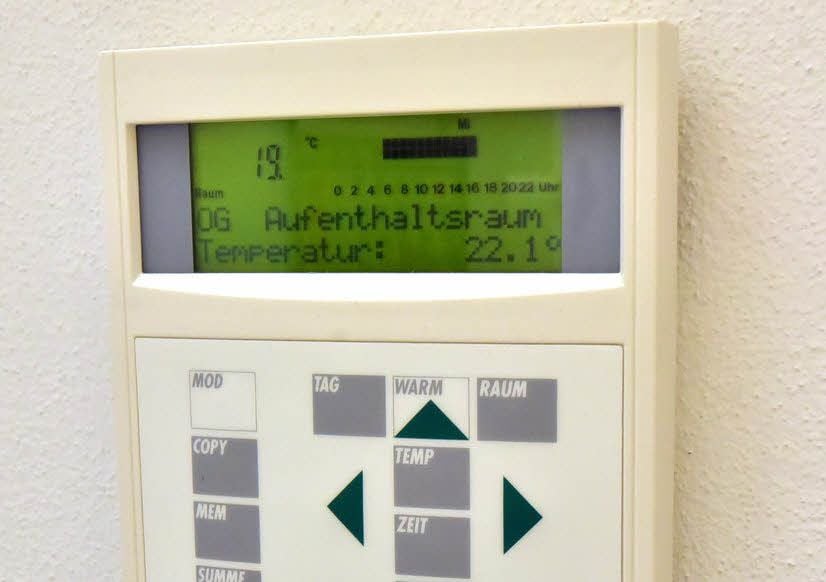 Mi
19. °C
Raum
0 2 4 6 8 10 12 14 16 18 20 22 Uhr
OG Aufenthaltsraum
Temperatur: 22.1°
MOD TAG WARM RAUM
COPY TEMP
MEM ZEIT
SUMME